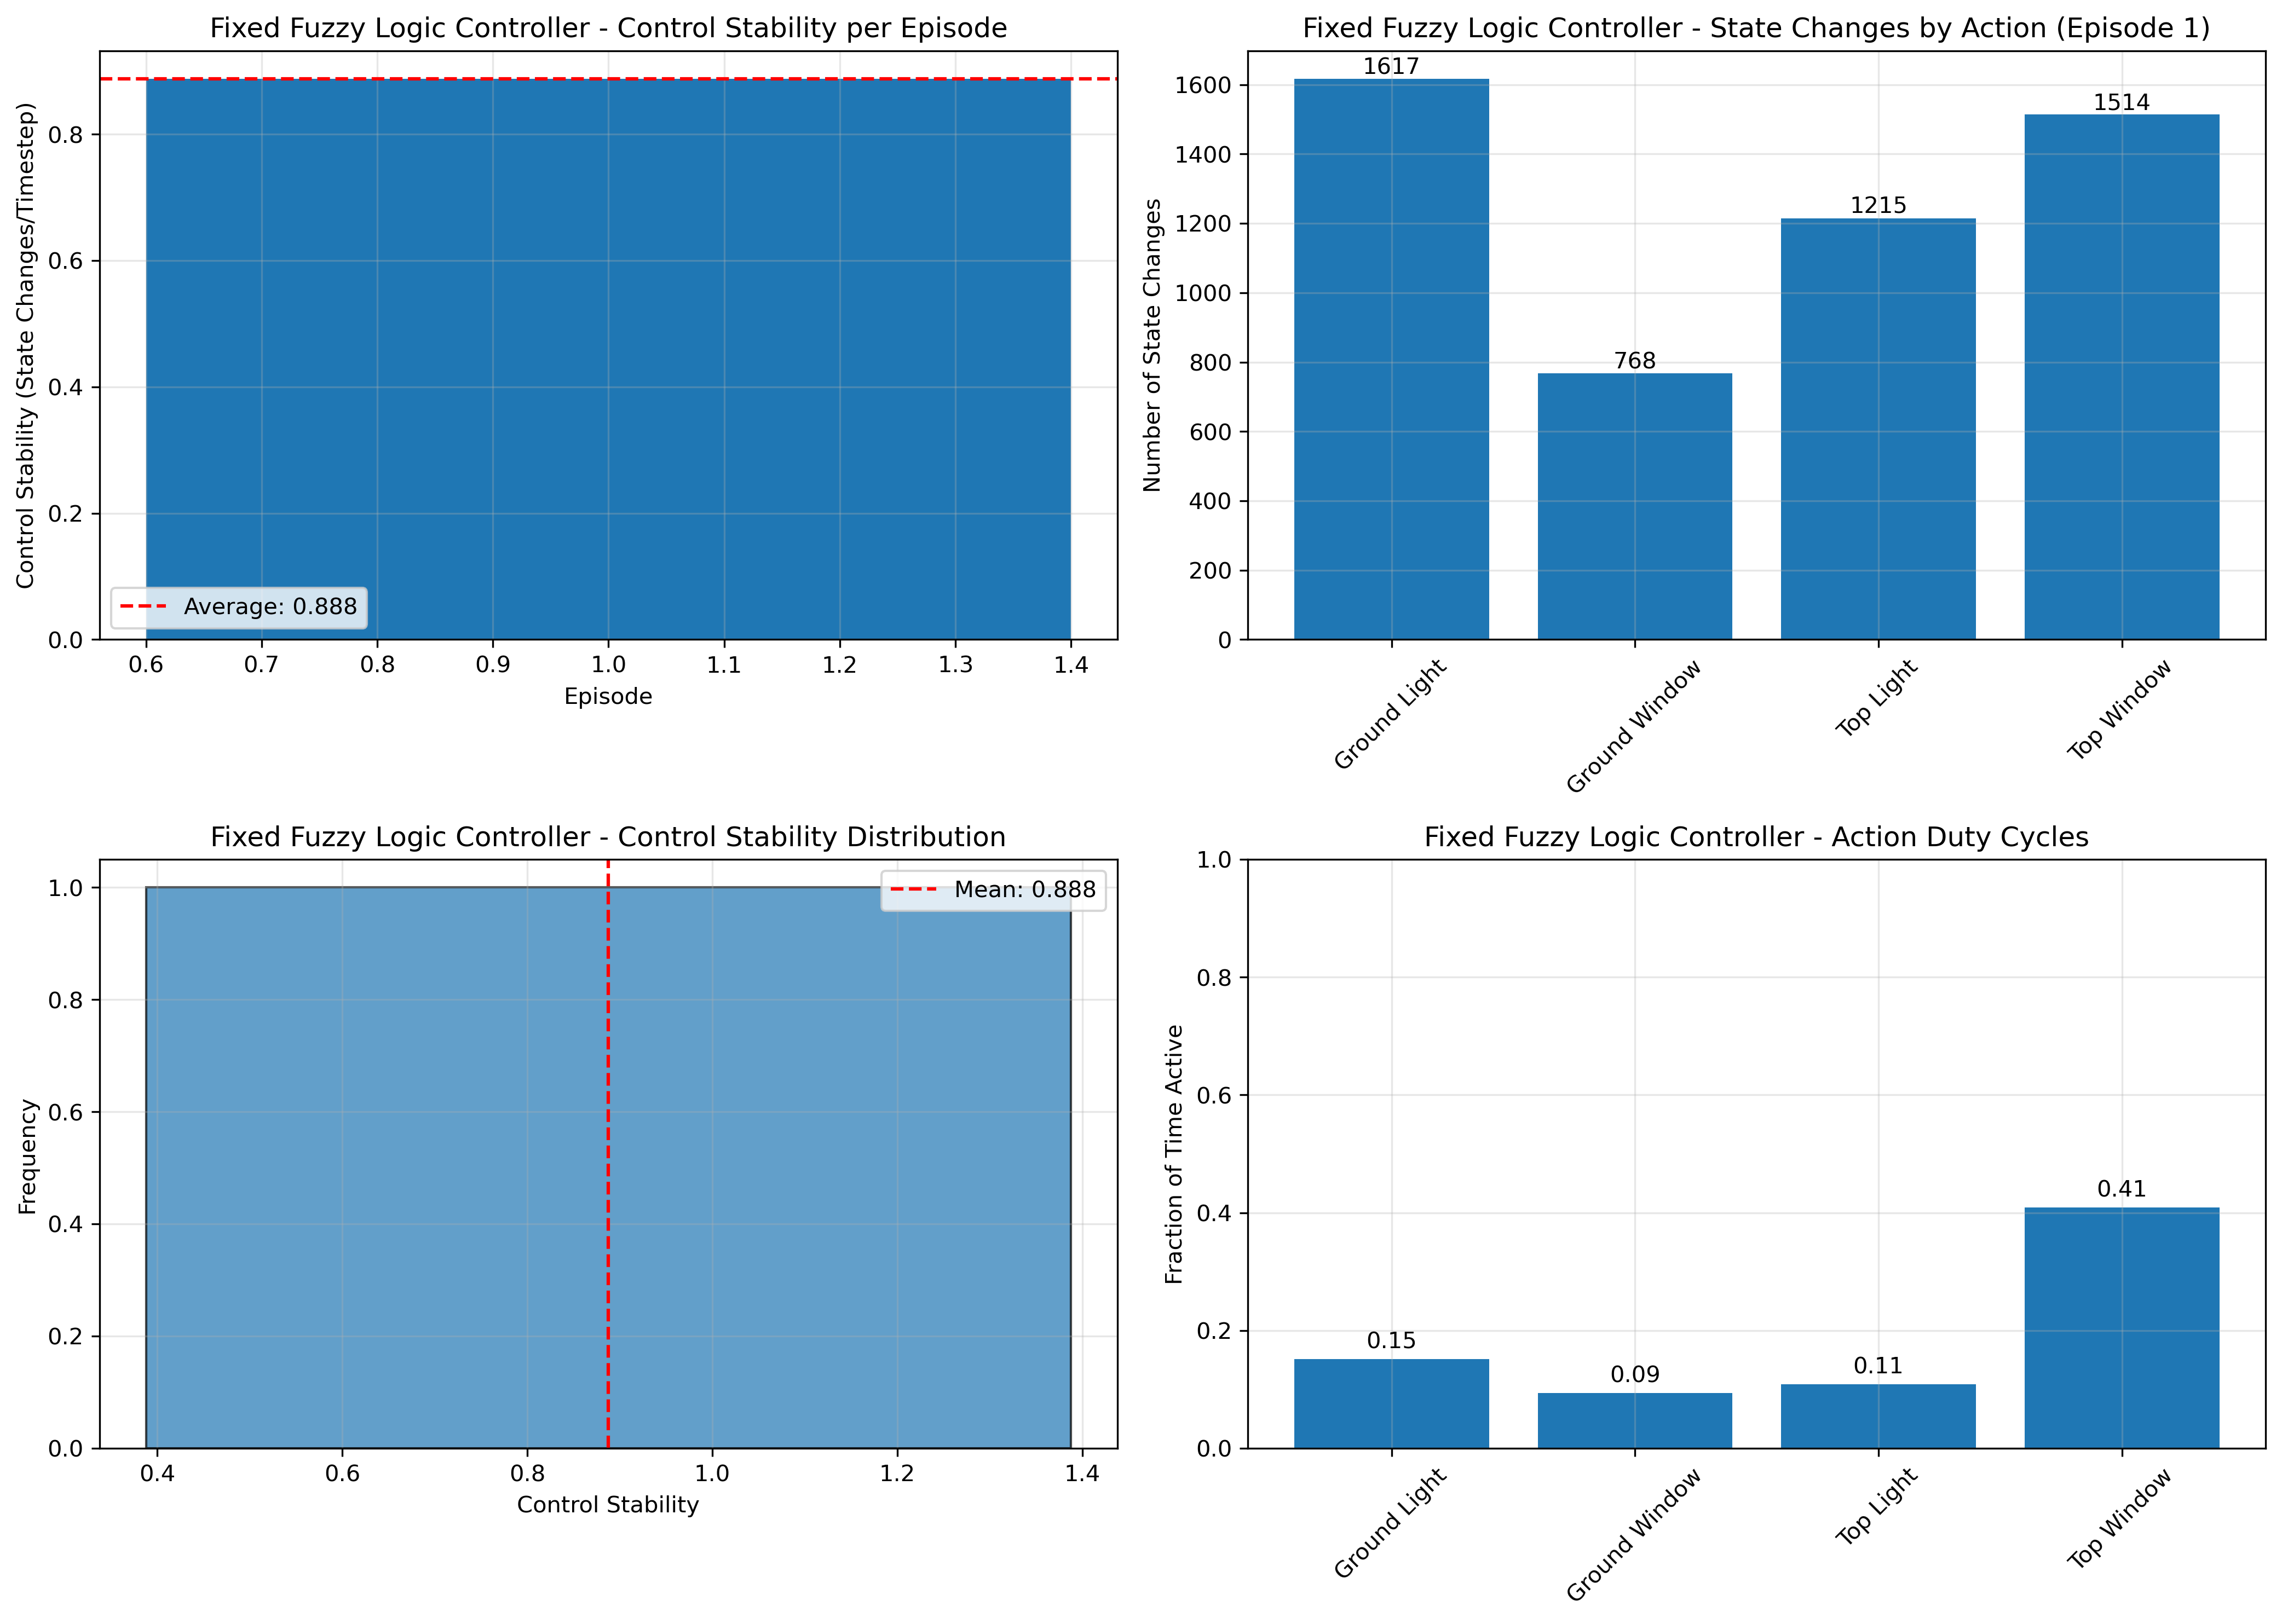 Fixed Fuzzy Logic Controller - Control Stability per Episode
Control Stability (State Changes/Timestep)
0.8
0.6
0.4
0.2
0.0
Average: 0.888
0.6 0.7 0.8 0.9 1.0 1.1 1.2 1.3 1.4
Episode
Fixed Fuzzy Logic Controller - State Changes by Action (Episode 1)
Number of State Changes
1600
1400
1200
1000
800
600
400
200
0
1617
768
1215
1514
Ground Light
Ground Window
Top Light
Top Window
Fixed Fuzzy Logic Controller - Control Stability Distribution
Frequency
1.0
0.8
0.6
0.4
0.2
0.0
Mean: 0.888
0.4 0.6 0.8 1.0 1.2 1.4
Control Stability
Fixed Fuzzy Logic Controller - Action Duty Cycles
Fraction of Time Active
1.0
0.8
0.6
0.4
0.2
0.0
0.15
0.09
0.11
0.41
Ground Light
Ground Window
Top Light
Top Window